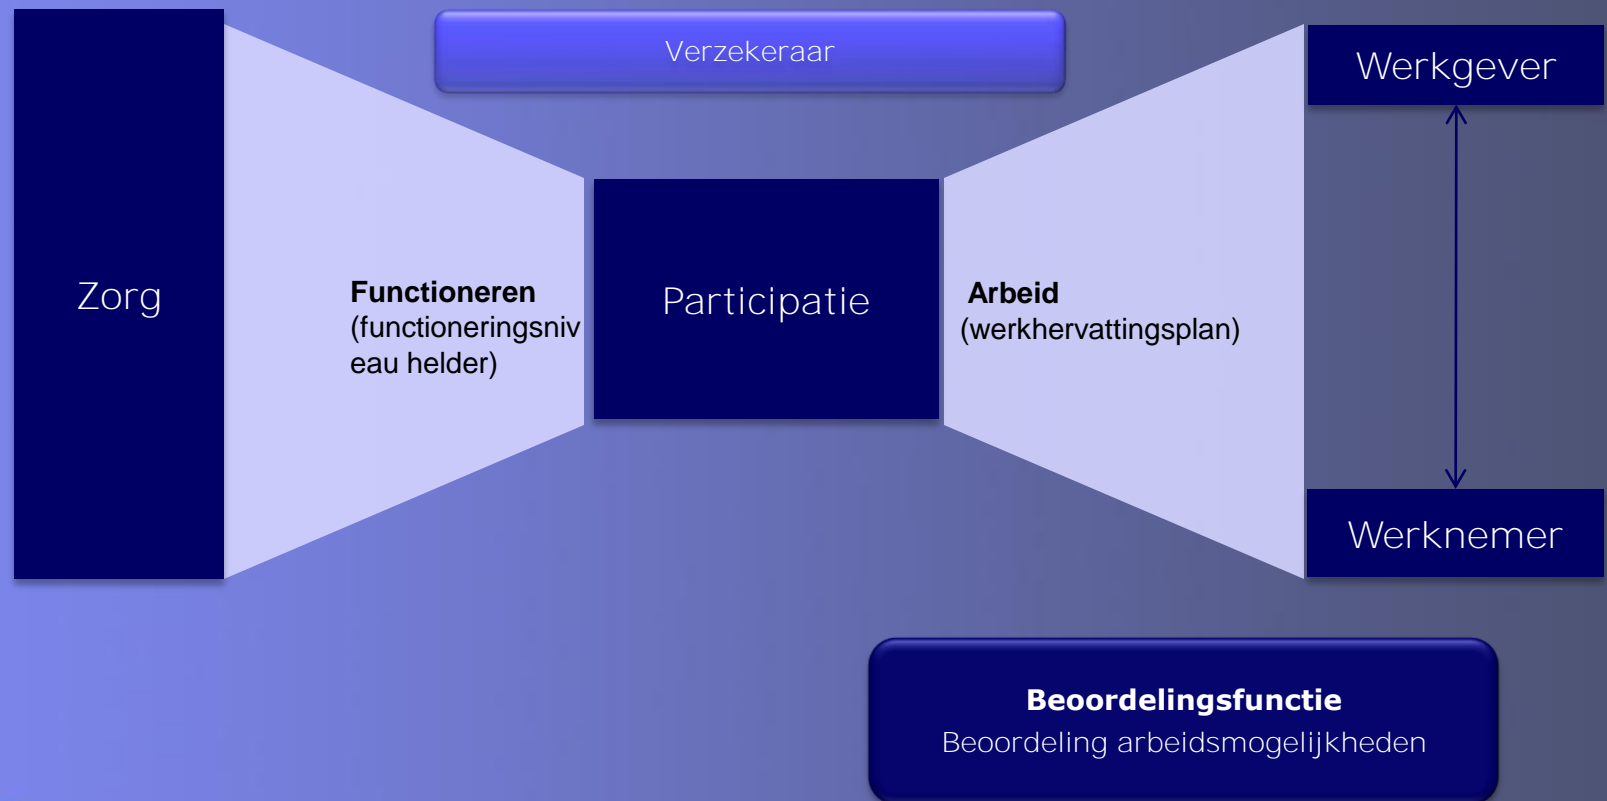 Verzekeraar
Werkgever
Zorg
Functioneren
(functioneringsniv
eau helder)
Participatie
Arbeid
(werkhervattingsplan)
Werknemer
Beoordelingsfunctie
Beoordeling arbeidsmogelijkheden